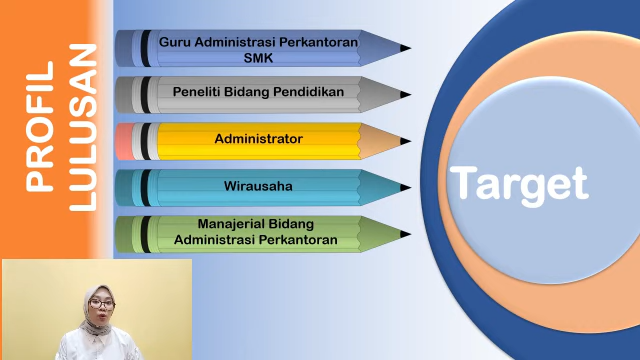 PROFIL
LULUSAN
Guru Administrasi Perkantoran
SMK
Peneliti Bidang Pendidikan
Administrator
Wirausaha
Manajerial Bidang
Administrasi Perkantoran
Target